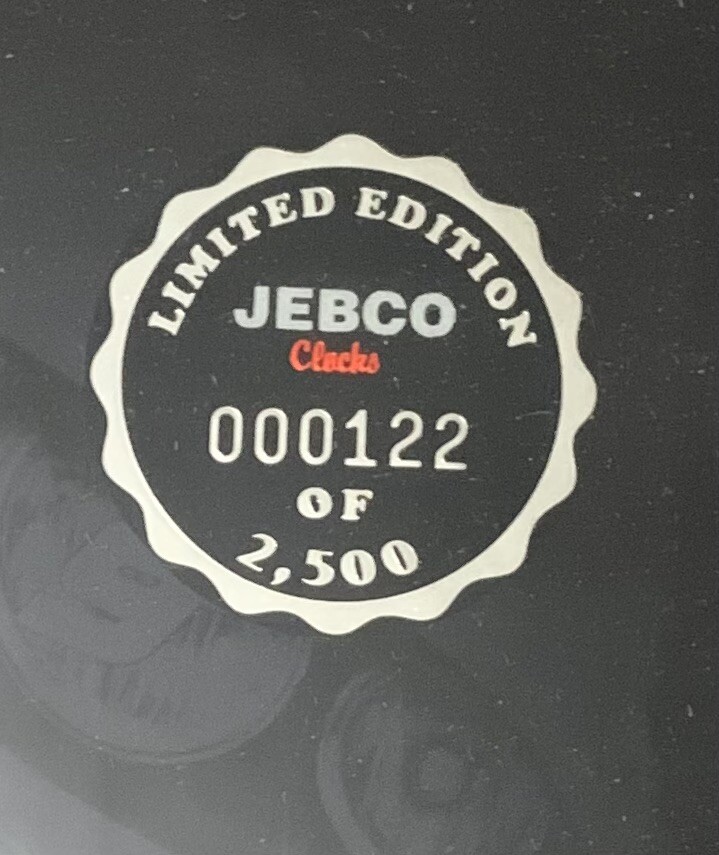 LIMITED EDITION
JEBCO
Clocks
000122
OF
2,500